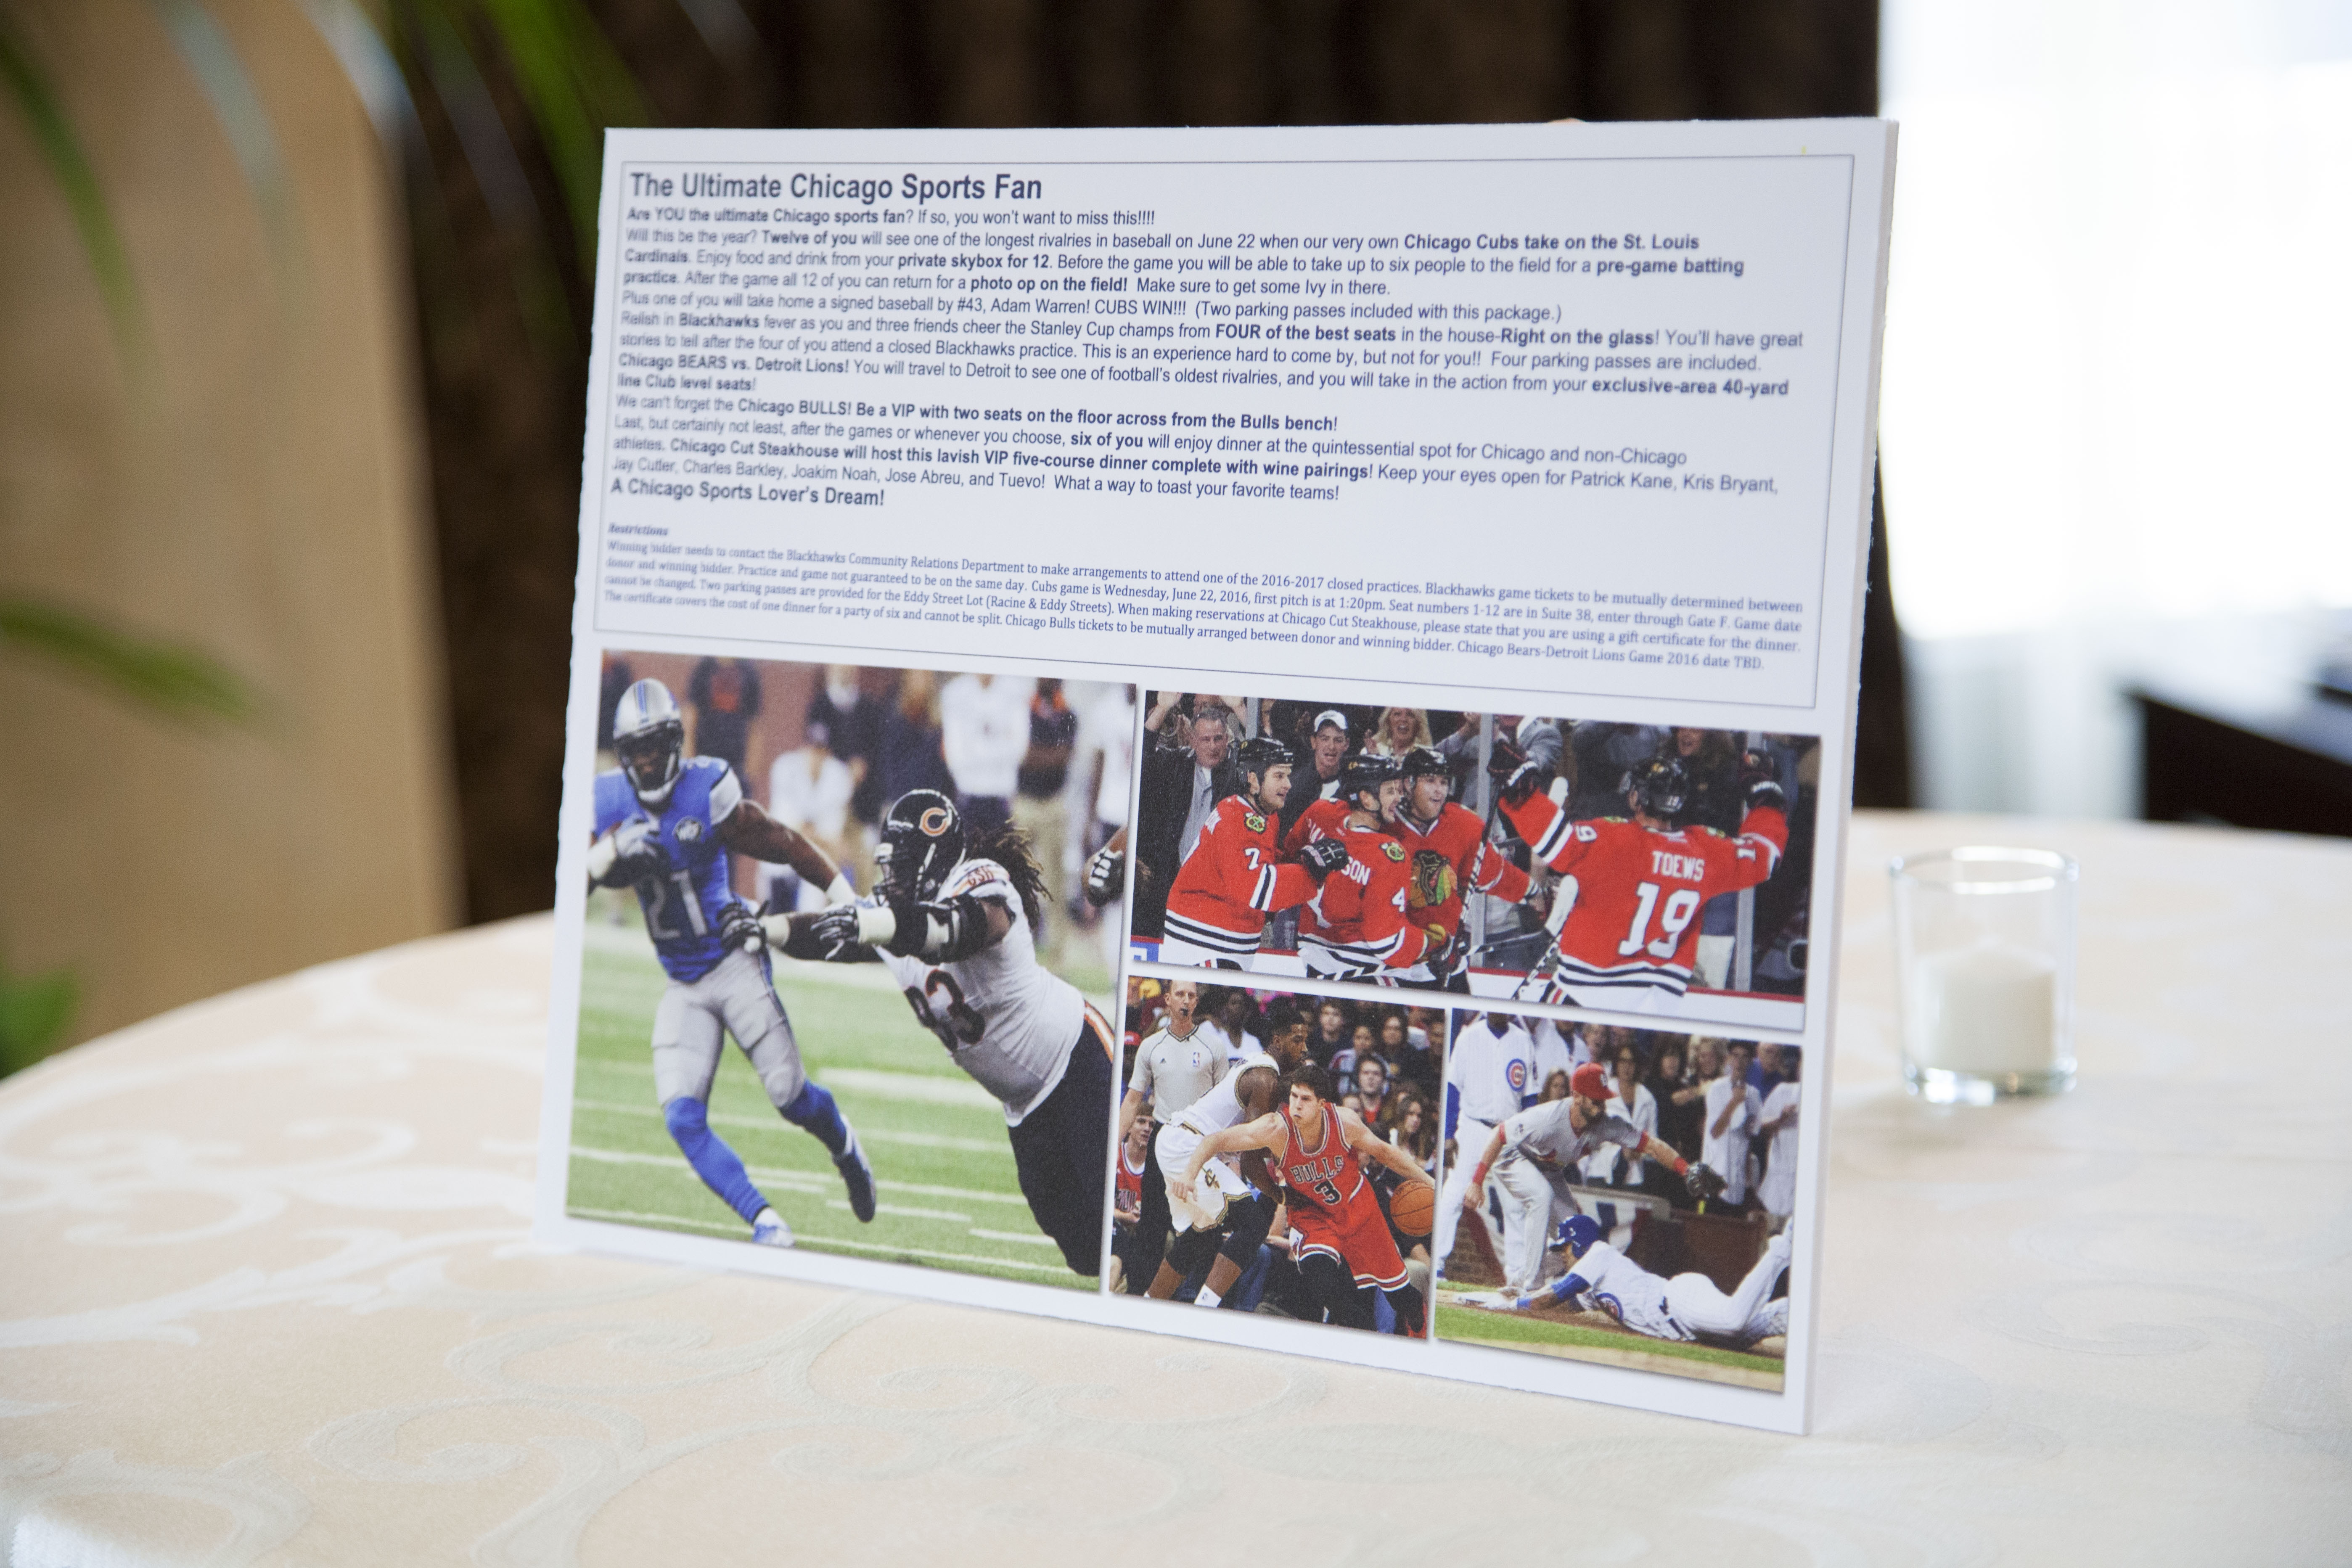 The Ultimate Chicago Sports Fan
Are YOU the ultimate Chicago sports fan? If so, you won't want to miss this!!!!
Will this be the year? Twelve of you will see one of the longest rivalries in baseball on June 22 when our very own Chicago Cubs take on the St. Louis
Cardinals. Enjoy food and drink from your private skybox for 12. Before the game you will be able to take up to six people to the field for a pre-game batting
practice. After the game all 12 of you can return for a photo op on the field! Make sure to get some Ivy in there.
Plus one of you will take home a signed baseball by #43, Adam Warren! CUBS WIN!!! (Two parking passes included with this package.)
Relish in Blackhawks fever as you and three friends cheer the Stanley Cup champs from FOUR of the best seats in the house-Right on the glass! You'll have great
stories to tell after the four of you attend a closed Blackhawks practice. This is an experience hard to come by, but not for you!! Four parking passes are included.
Chicago BEARS vs. Detroit Lions! You will travel to Detroit to see one of football's oldest rivalries, and you will take in the action from your exclusive-area 40-yard
line Club level seats!
We can't forget the Chicago BULLS! Be a VIP with two seats on the floor across from the Bulls bench!
Last, but certainly not least, after the games or whenever you choose, six of you will enjoy dinner at the quintessential spot for Chicago and non-Chicago
athletes. Chicago Cut Steakhouse will host this lavish VIP five-course dinner complete with wine pairings! Keep your eyes open for Patrick Kane, Kris Bryant,
Jay Cutler, Charles Barkley, Joakim Noah, Jose Abreu, and Tuevo! What a way to toast your favorite teams!
A Chicago Sports Lover's Dream!
Restrictions
Winning bidder needs to contact the Blackhawks Community Relations Department to make arrangements to attend one of the 2016-2017 closed practices. Blackhawks game tickets to be mutually determined between
donor and winning bidder. Practice and game not guaranteed to be on the same day. Cubs game is Wednesday, June 22, 2016, first pitch is at 1:20pm. Seat numbers 1-12 are in Suite 38, enter through Gate F. Game date
cannot be changed. Two parking passes are provided for the Eddy Street Lot (Racine & Eddy Streets). When making reservations at Chicago Cut Steakhouse, please state that you are using a gift certificate for the dinner.
The certificate covers the cost of one dinner for a party of six and cannot be split. Chicago Bulls tickets to be mutually arranged between donor and winning bidder. Chicago Bears-Detroit Lions Game 2016 date TBD.
21
93
7
SON
4
TOEWS
19
BULLS
3